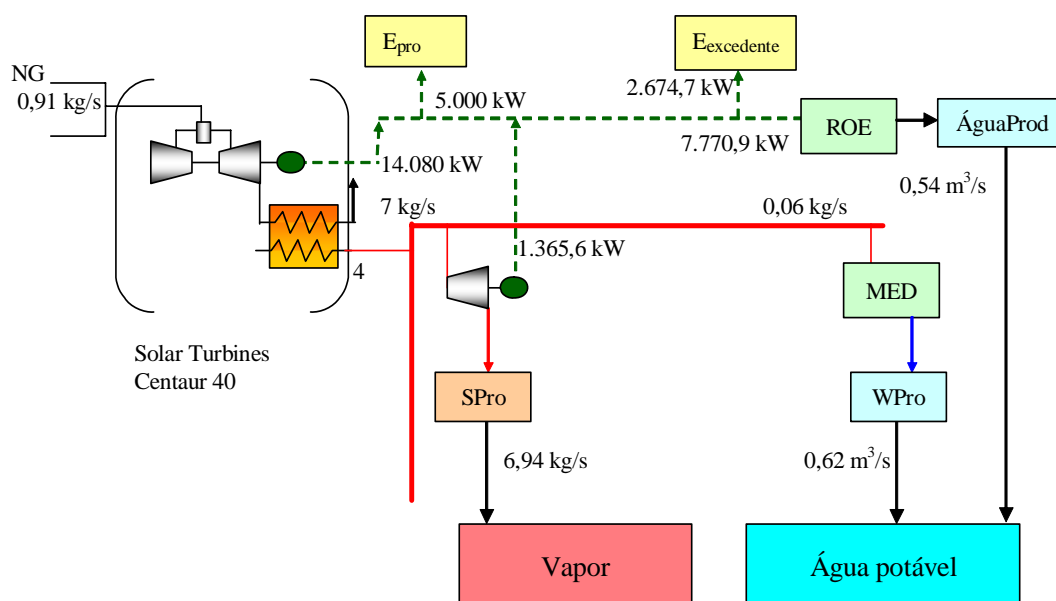 E_pro
E_excedente
NG
0,91 kg/s
5.000 kW
2.674,7 kW
ROE
ÁguaProd
14.080 kW
7.770,9 kW
0,54 m³/s
7 kg/s
0,06 kg/s
1.365,6 kW
4
MED
Solar Turbines
Centaur 40
SPro
WPro
6,94 kg/s
0,62 m³/s
Vapor
Água potável